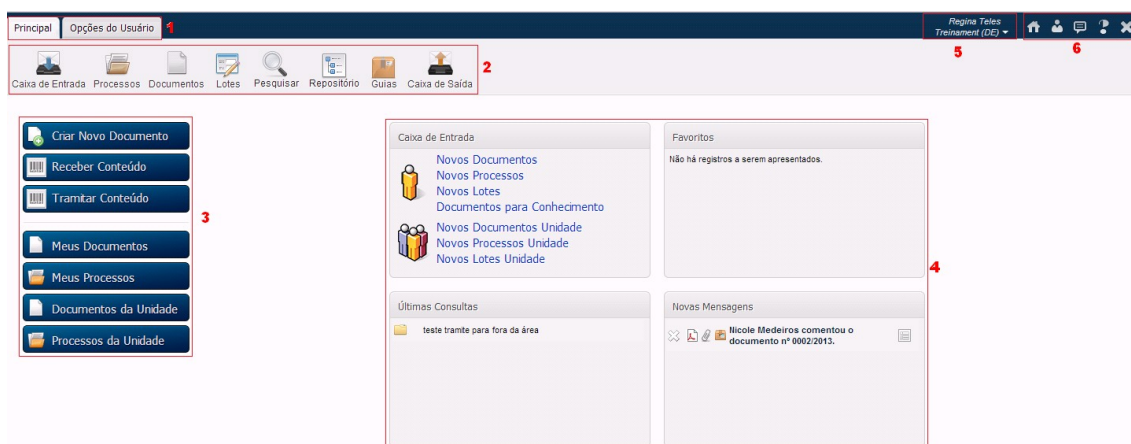 Principal
Opções do Usuário
1
Regina Teles
Treinament (DE)
5
6
Caixa de Entrada
Processos
Documentos
Lotes
Pesquisar
Repositório
Guias
Caixa de Saída
2
Criar Novo Documento
Receber Conteúdo
Tramitar Conteúdo
Meus Documentos
Meus Processos
Documentos da Unidade
Processos da Unidade
3
Caixa de Entrada
Novos Documentos
Novos Processos
Novos Lotes
Documentos para Conhecimento
Novos Documentos Unidade
Novos Processos Unidade
Novos Lotes Unidade
Favoritos
Não há registros a serem apresentados.
4
Últimas Consultas
teste tramite para fora da área
Novas Mensagens
Nicole Medeiros comentou o
documento nº 0002/2013.